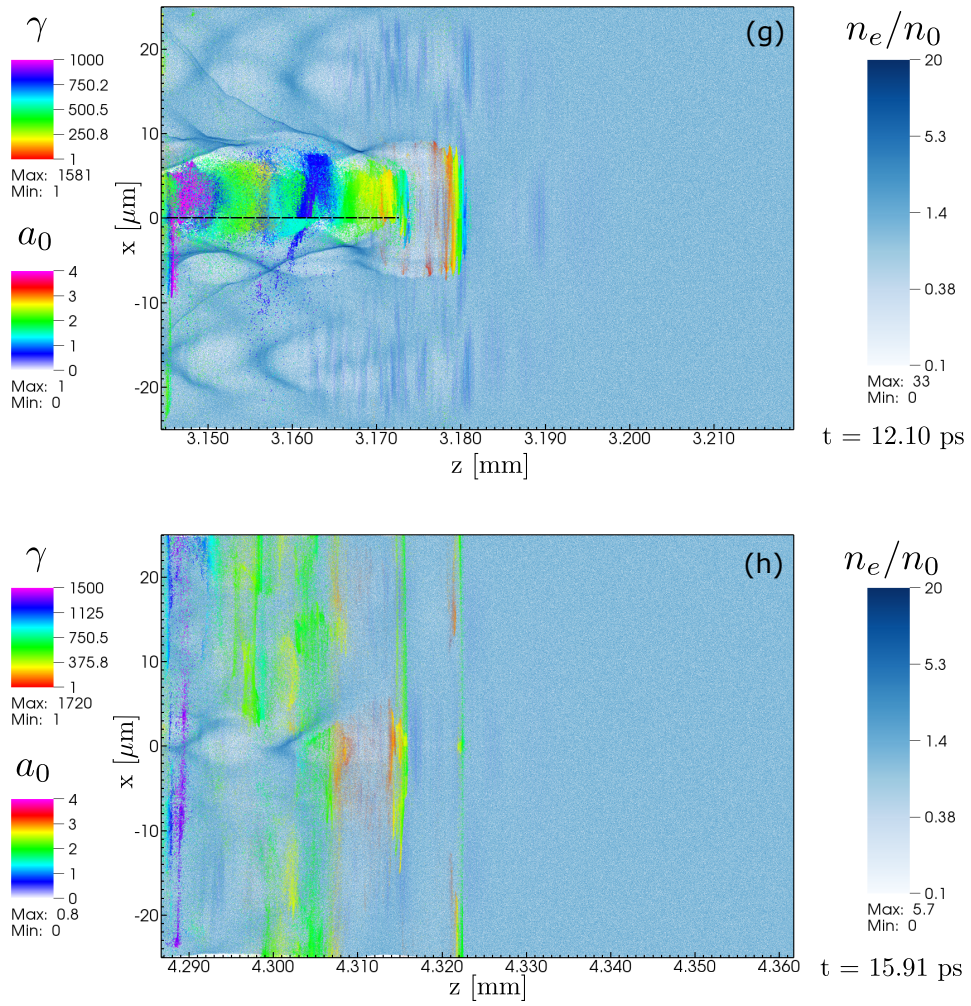 γ
1000
750.2
500.5
250.8
1
Max: 1581
Min: 1
a0
4
3
2
1
0
Max: 1
Min: 0
(g)
20
10
0
-10
-20
x [μm]
3.150 3.160 3.170 3.180 3.190 3.200 3.210
z [mm]
ne/n0
20
5.3
1.4
0.38
0.1
Max: 33
Min: 0
t = 12.10 ps
γ
1500
1125
750.5
375.8
1
Max: 1720
Min: 1
a0
4
3
2
1
0
Max: 0.8
Min: 0
(h)
20
10
0
-10
-20
x [μm]
4.290 4.300 4.310 4.320 4.330 4.340 4.350 4.360
z [mm]
ne/n0
20
5.3
1.4
0.38
0.1
Max: 5.7
Min: 0
t = 15.91 ps